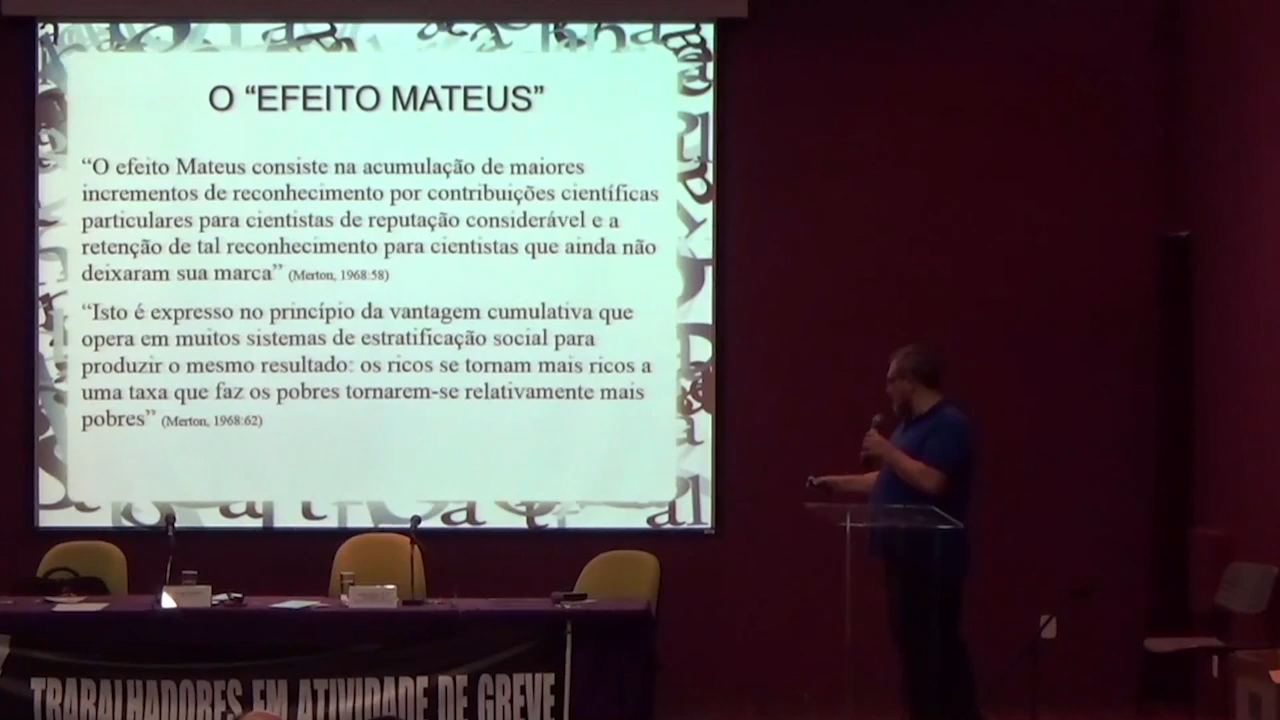 O “EFEITO MATEUS”
“O efeito Mateus consiste na acumulação de maiores
incrementos de reconhecimento por contribuições científicas
particulares para cientistas de reputação considerável e a
retenção de tal reconhecimento para cientistas que ainda não
deixaram sua marca” (Merton, 1968:58)
“Isto é expresso no princípio da vantagem cumulativa que
opera em muitos sistemas de estratificação social para
produzir o mesmo resultado: os ricos se tornam mais ricos a
uma taxa que faz os pobres tornarem-se relativamente mais
pobres” (Merton, 1968:62)
TRABALHADORES EM ATIVIDADE DE GREVE